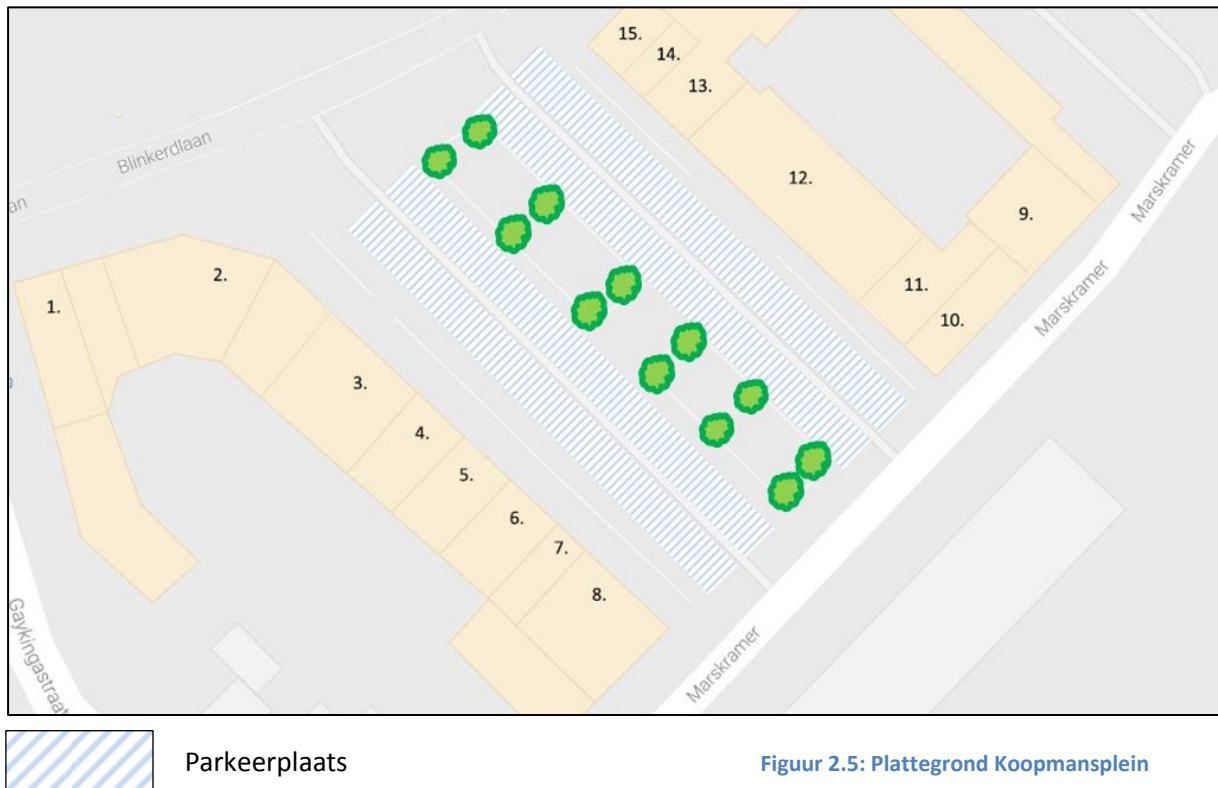 15.
14.
13.
Blinkerdlaan
an
12.
Marskramer
9.
2.
1.
11.
10.
Marskramer
3.
4.
5.
6.
7.
8.
Gaykingastraat
Marskramer
Parkeerplaats
Figuur 2.5: Plattegrond Koopmansplein